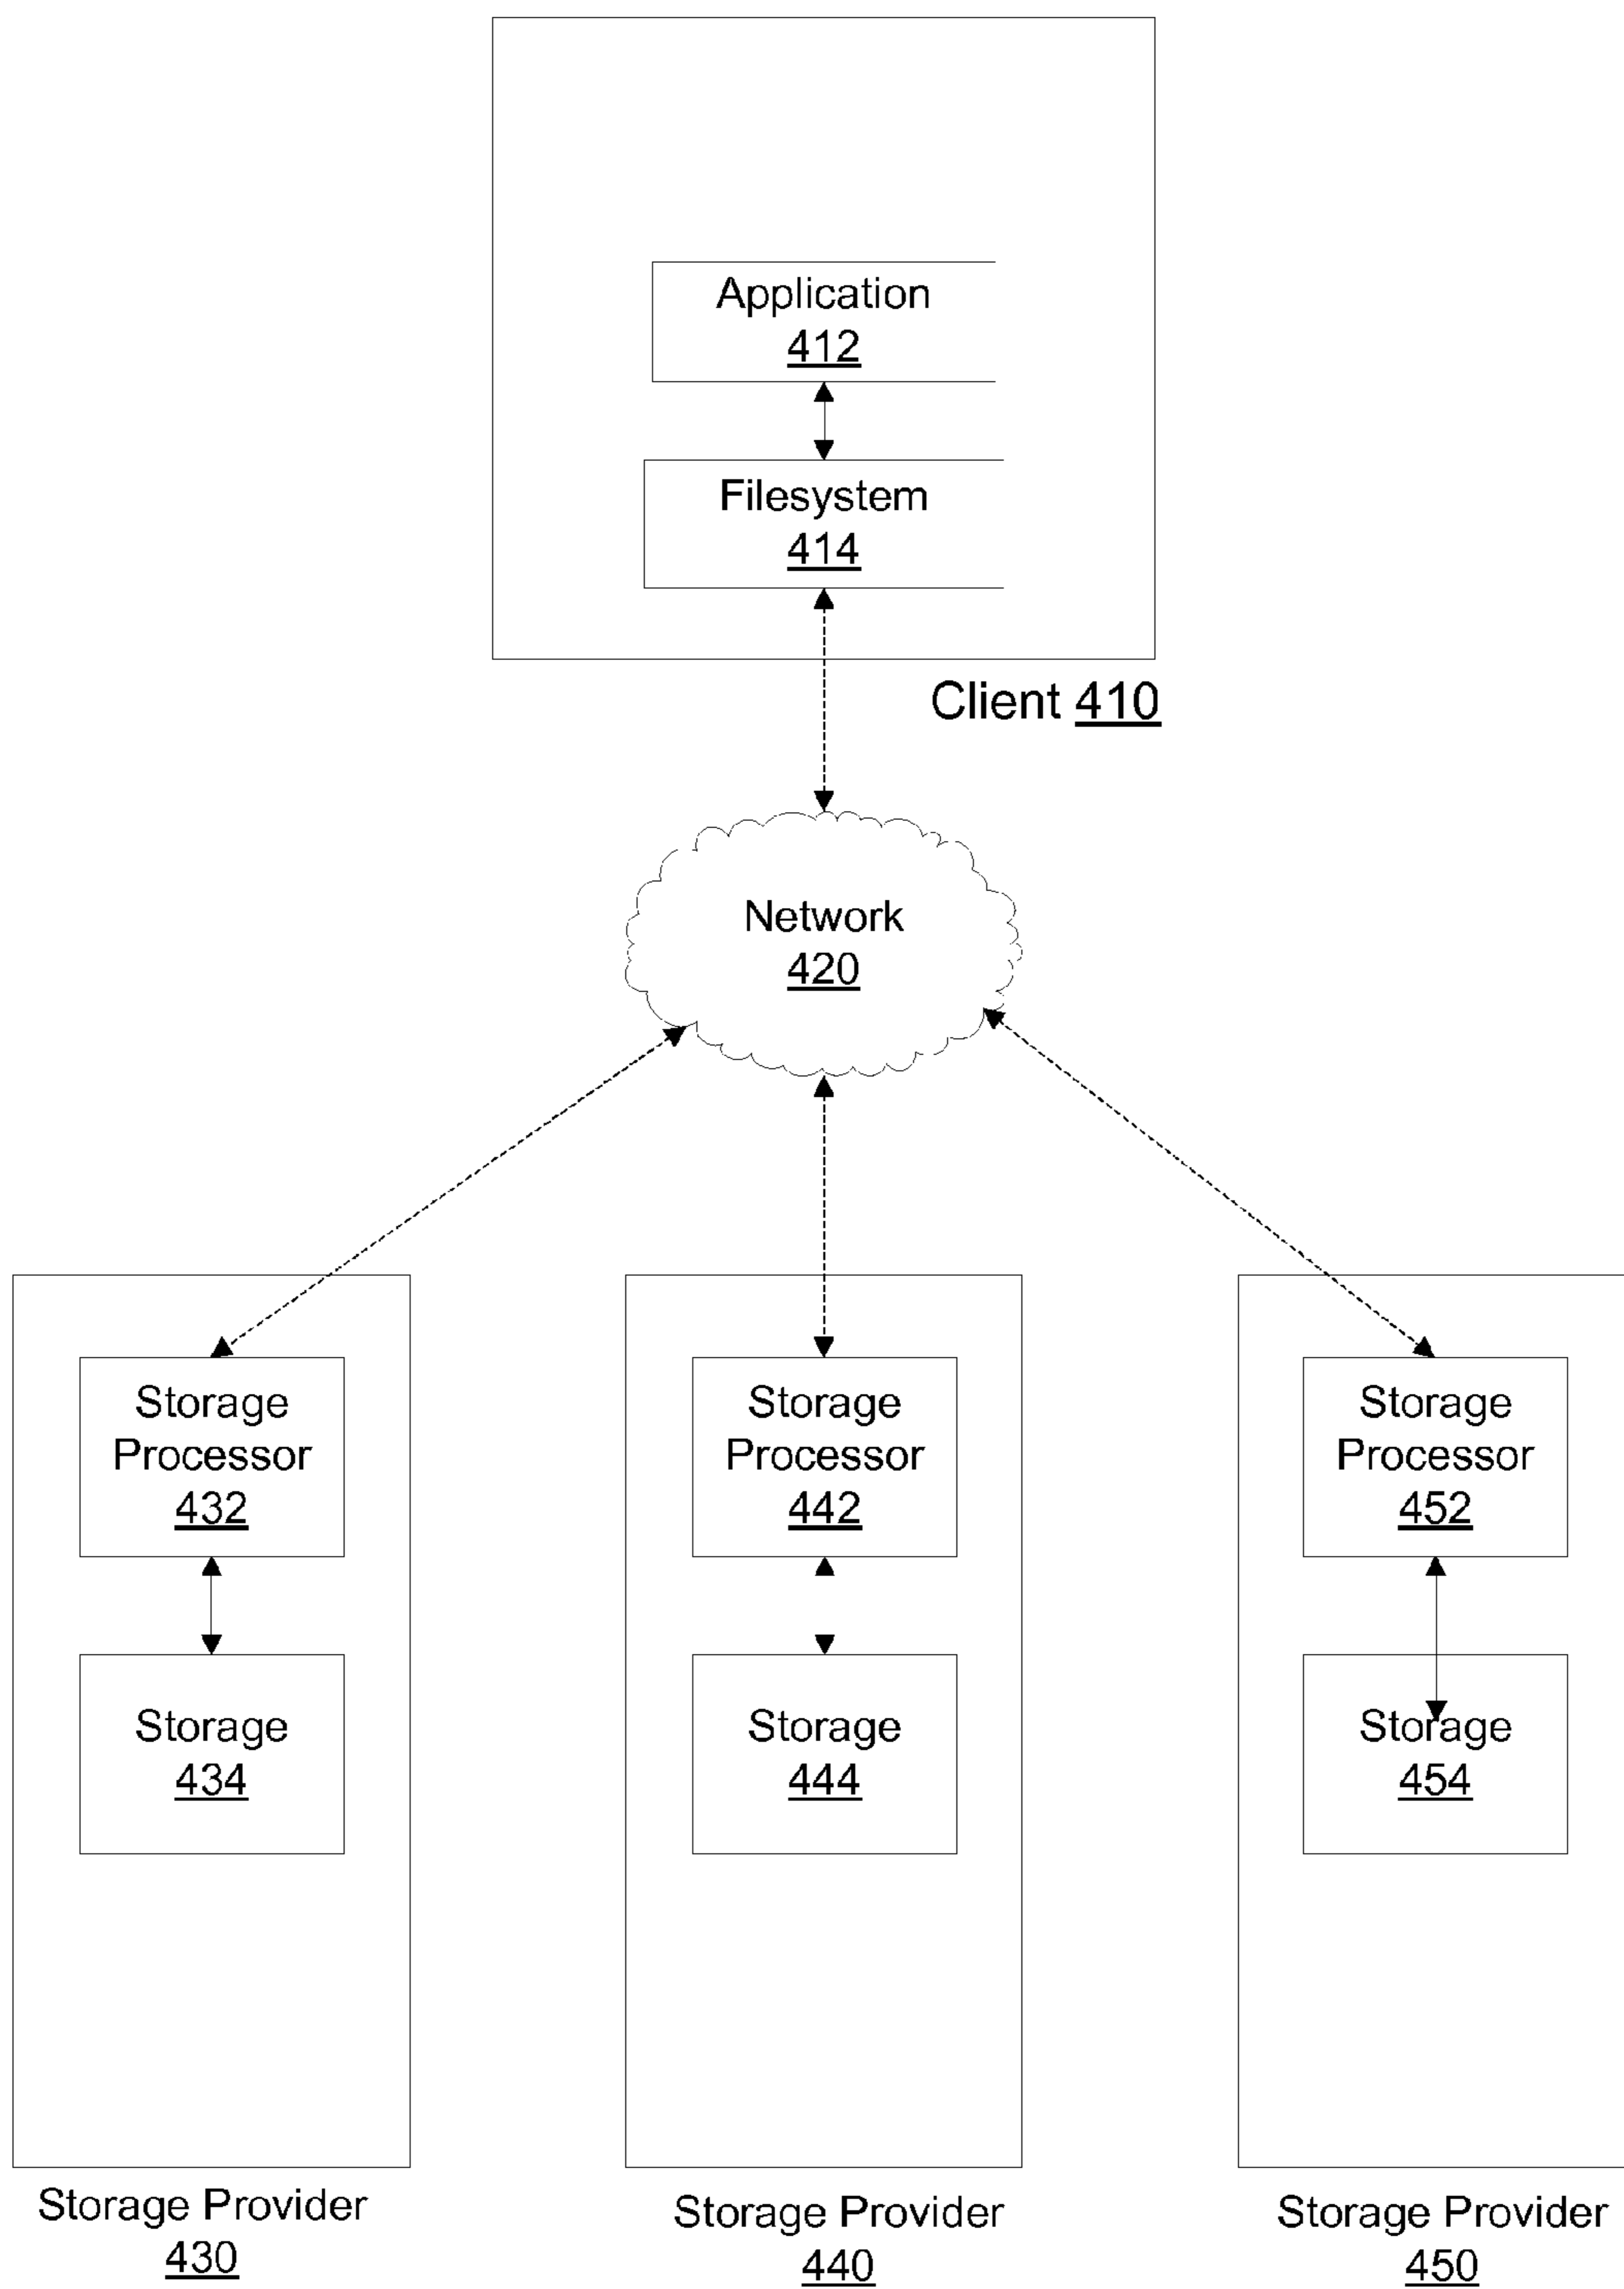 Application
412
Filesystem
414
Client 410
Network
420
Storage
Processor
432
Storage
434
Storage Provider
430
Storage
Processor
442
Storage
444
Storage Provider
440
Storage
Processor
452
Storage
454
Storage Provider
450